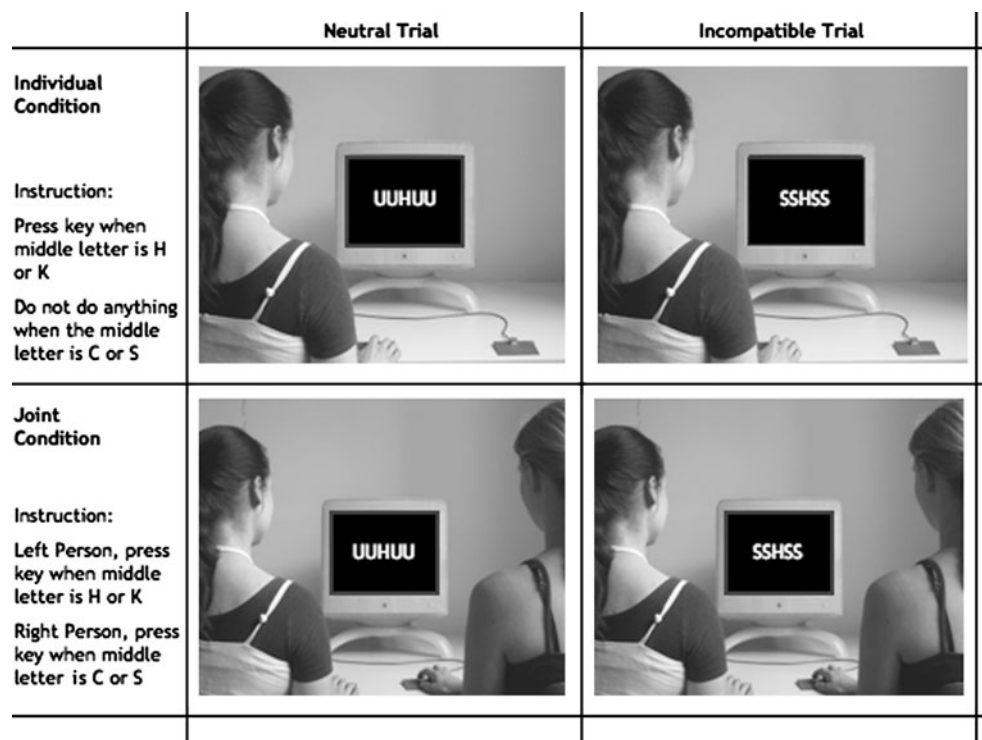 Neutral Trial
Incompatible Trial
Individual
Condition
Instruction:
Press key when
middle letter is H
or K
Do not do anything
when the middle
letter is C or S
UUHUU
SSHSS
Joint
Condition
Instruction:
Left Person, press
key when middle
letter is H or K
Right Person, press
key when middle
letter is C or S
UUHUU
SSHSS